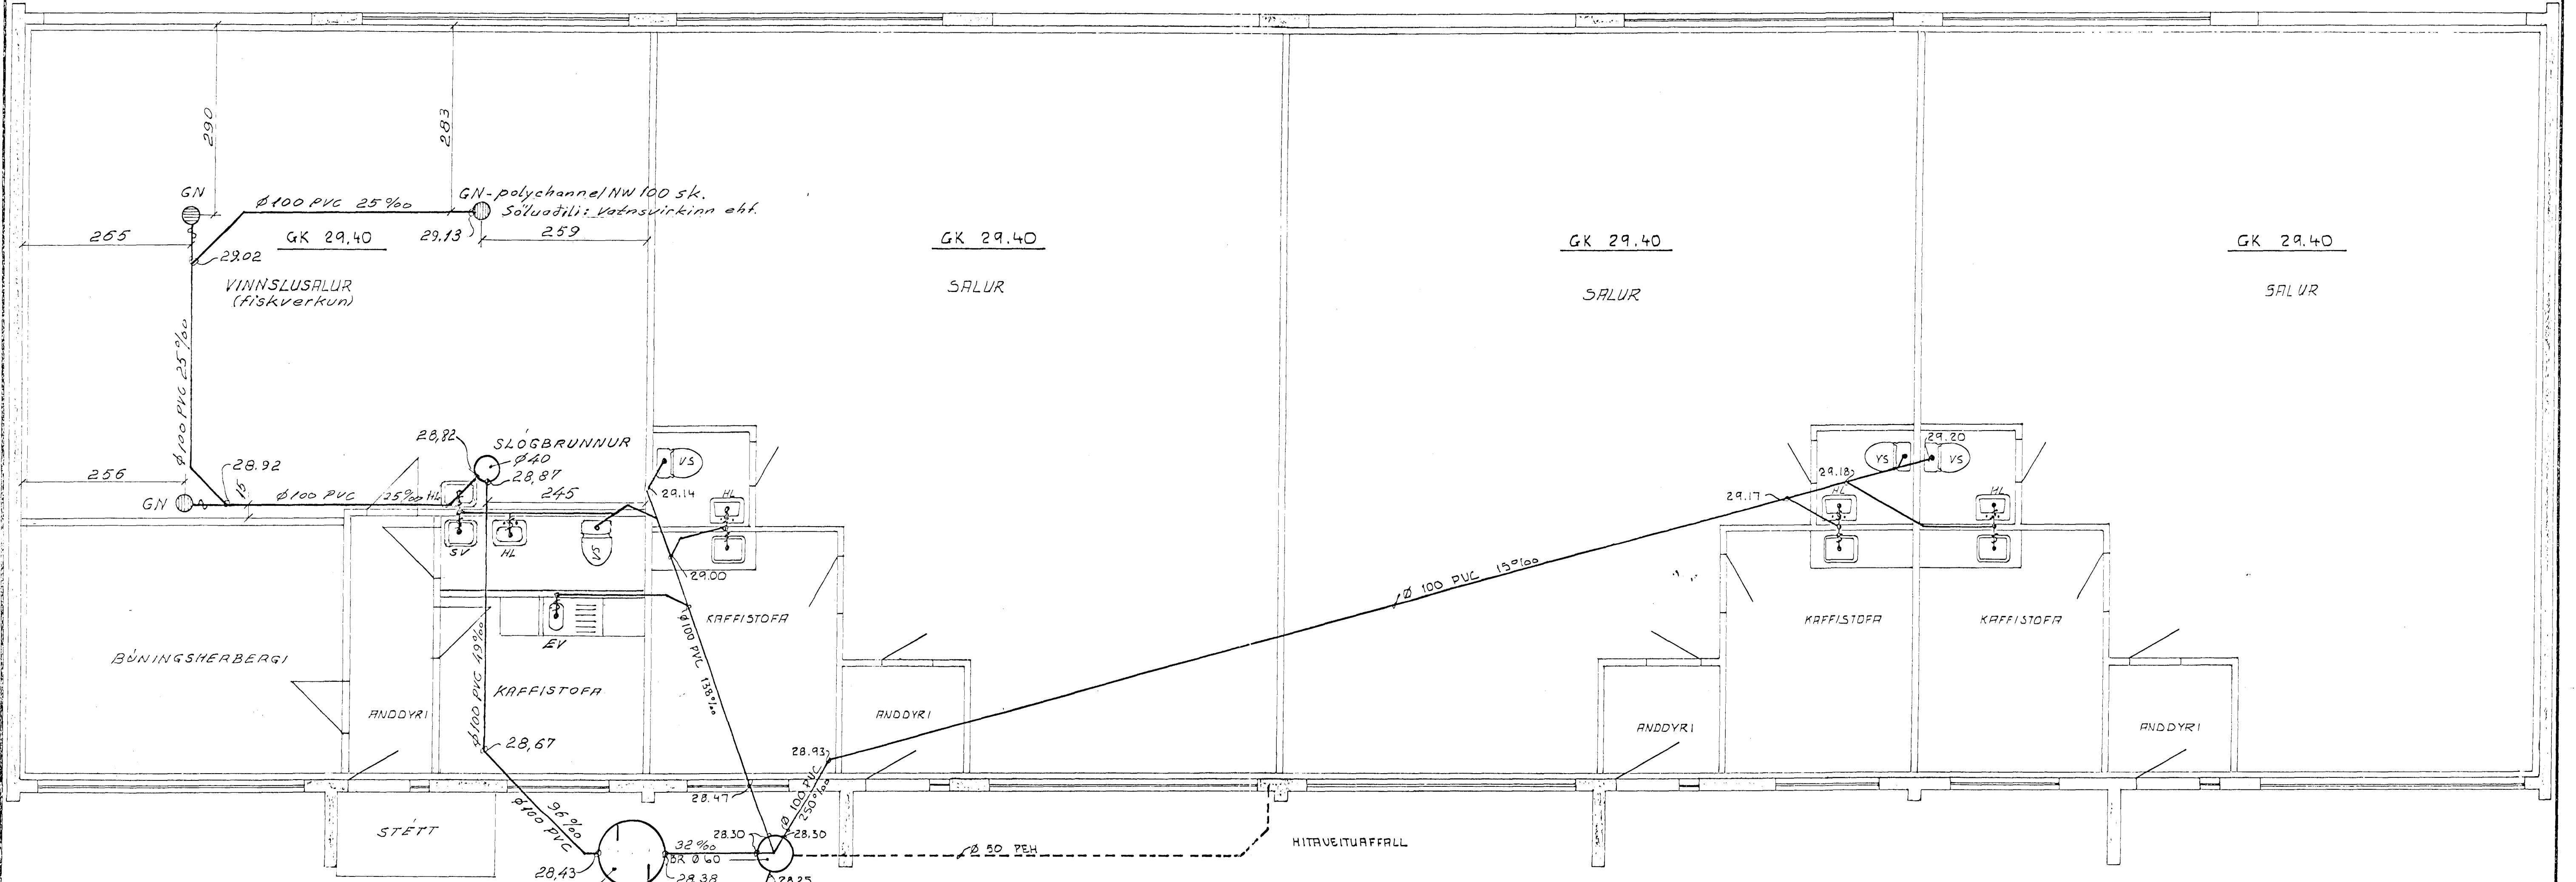 290
283
GN
Ø100 PVC 25‰
GN-polychannel NW 100 sk.
Söluaðili: Vatnsvirkinn ehf.
265
GK 29.40
29.13
259
29.02
VINNSLUSALUR
(fiskverkun)
GK 29.40
SALUR
GK 29.40
SALUR
GK 29.40
SALUR
Ø100 PVC 25‰
28,82
SLÓGBRUNNUR
Ø40
28,87
245
256
28.92
15
GN
Ø100 PVC 25‰
HL
SV
HL
VS
VS
29.14
HL
29.00
VS
VS
29.20
29.18
29.17
HL
HL
Ø 100 PVC 15‰
EV
KAFFISTOFA
Ø100 PVC 138‰
KAFFISTOFA
KAFFISTOFA
BÚNINGSHERBERGI
Ø100 PVC 49‰
KAFFISTOFA
ANDDYRI
ANDDYRI
ANDDYRI
ANDDYRI
28,67
28.93
28.47
Ø 100 PVC
250‰
STÉTT
96‰
Ø100 PVC
28.30
28.30
32‰
BR Ø 60
Ø 50 PEH
HITAVEITUAFFALL
28,43
28.38
28.25